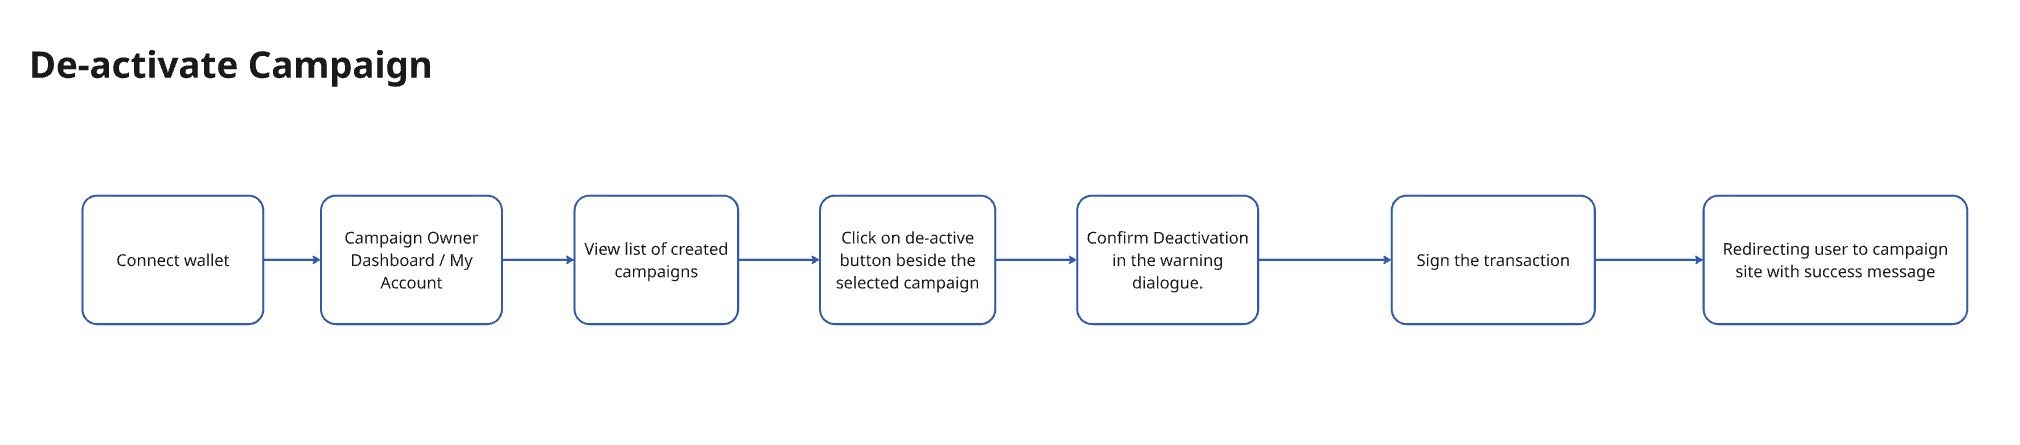 De-activate Campaign
Connect wallet
Campaign Owner
Dashboard / My
Account
View list of created
campaigns
Click on de-active
button beside the
selected campaign
Confirm Deactivation
in the warning
dialogue.
Sign the transaction
Redirecting user to campaign
site with success message